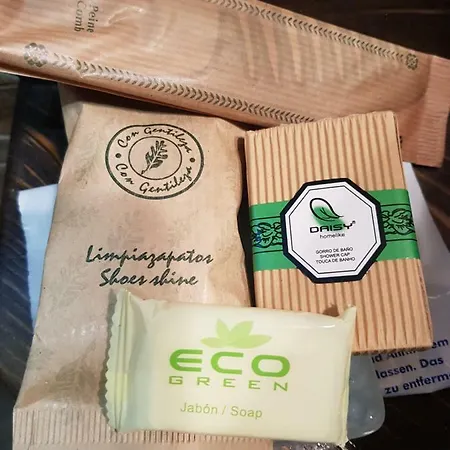 Peine
Comb
Con Gentileza
Con Gentileza
Limpiazapatos
Shoes shine
DAISY®
homelike
GORRO DE BAÑO
SHOWER CAP
TOUCA DE BANHO
ECO
GREEN
Jabón / Soap
lassen. Das
zu entfernen